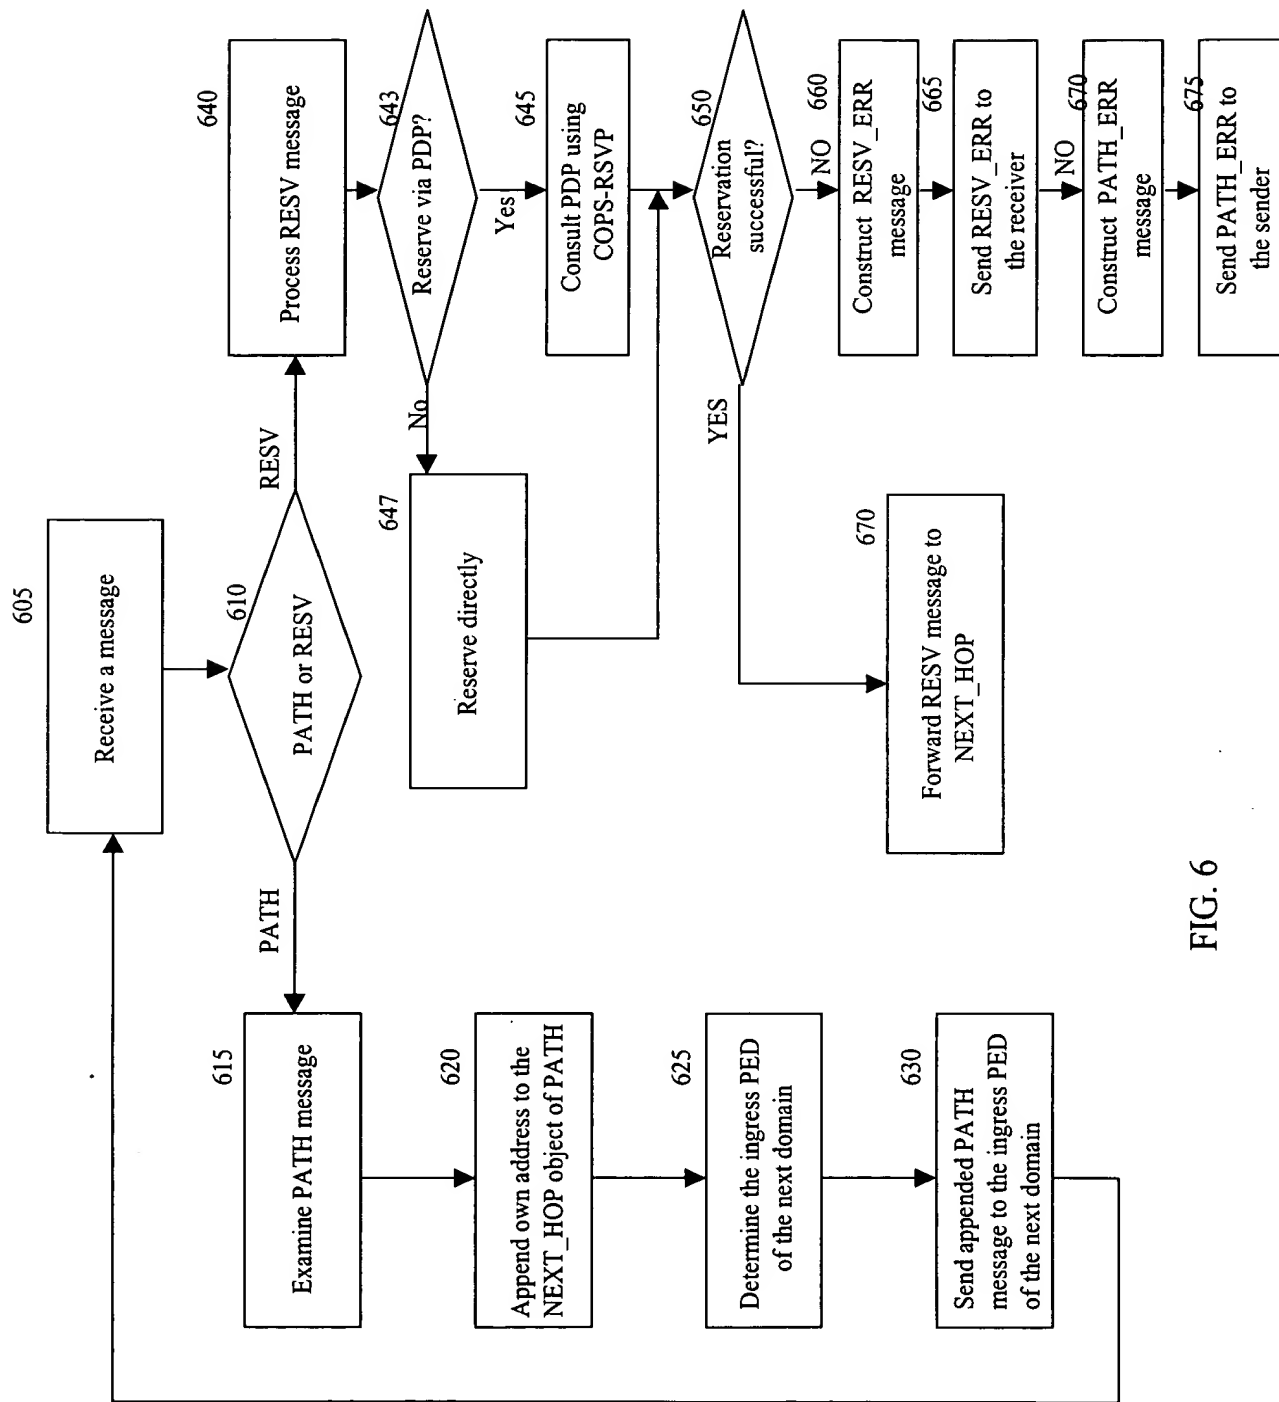 605
Receive a message
610
PATH or RESV
PATH
RESV
615
Examine PATH message
620
Append own address to the
NEXT_HOP object of PATH
625
Determine the ingress PED
of the next domain
630
Send appended PATH
message to the ingress PED
of the next domain
640
Process RESV message
643
Reserve via PDP?
No
Yes
647
Reserve directly
645
Consult PDP using
COPS-RSVP
650
Reservation
successful?
YES
NO
670
Forward RESV message to
NEXT_HOP
660
Construct RESV_ERR
message
665
Send RESV_ERR to
the receiver
NO
670
Construct PATH_ERR
message
675
Send PATH_ERR to
the sender
FIG. 6